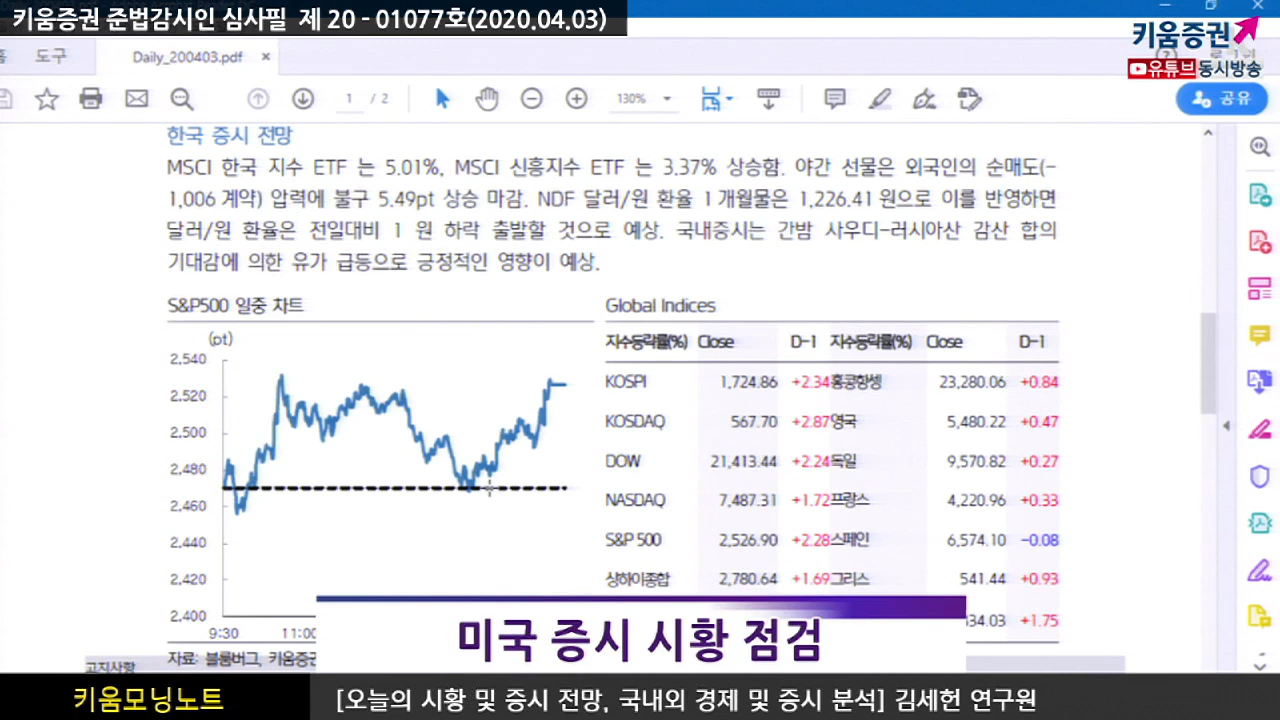 키움증권 준법감시인 심사필 제 20 - 01077호(2020.04.03)
키움증권
유튜브동시방송
도구
Daily_200403.pdf ×
1 / 2
130%
공유
한국 증시 전망
MSCI 한국 지수 ETF 는 5.01%, MSCI 신흥지수 ETF 는 3.37% 상승함. 야간 선물은 외국인의 순매도(-
1,006 계약) 압력에 불구 5.49pt 상승 마감. NDF 달러/원 환율 1개월물은 1,226.41 원으로 이를 반영하면
달러/원 환율은 전일대비 1 원 하락 출발할 것으로 예상. 국내증시는 간밤 사우디-러시아산 감산 합의
기대감에 의한 유가 급등으로 긍정적인 영향이 예상.
S&P500 일중 차트
(pt)
2,540
2,520
2,500
2,480
2,460
2,440
2,420
2,400
9:30 11:00
자료: 블룸버그, 키움증권
Global Indices
지수등락률(%) Close D-1 지수등락률(%) Close D-1
KOSPI 1,724.86 +2.34 홍콩항셍 23,280.06 +0.84
KOSDAQ 567.70 +2.87 영국 5,480.22 +0.47
DOW 21,413.44 +2.24 독일 9,570.82 +0.27
NASDAQ 7,487.31 +1.72 프랑스 4,220.96 +0.33
S&P 500 2,526.90 +2.28 스페인 6,574.10 -0.08
상하이종합 2,780.64 +1.69 그리스 541.44 +0.93
34.03 +1.75
고지사항
미국 증시 시황 점검
키움모닝노트
[오늘의 시황 및 증시 전망, 국내외 경제 및 증시 분석] 김세헌 연구원